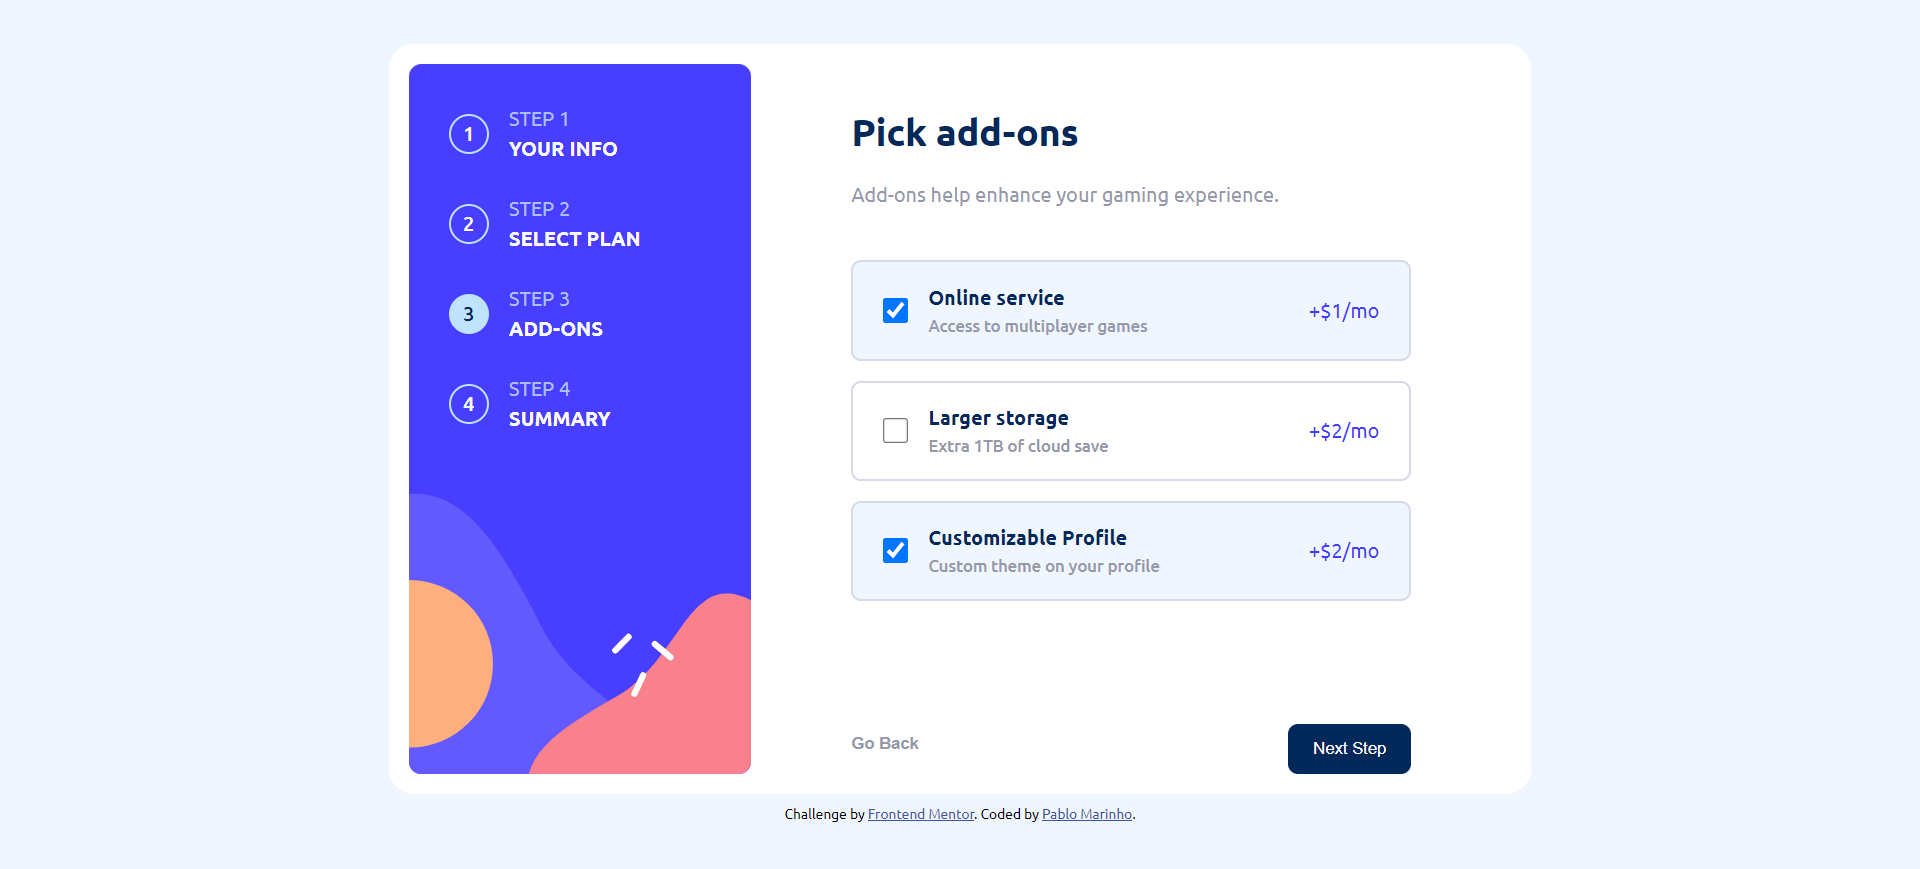 1
STEP 1
YOUR INFO
2
STEP 2
SELECT PLAN
3
STEP 3
ADD-ONS
4
STEP 4
SUMMARY
Pick add-ons
Add-ons help enhance your gaming experience.
Online service
Access to multiplayer games
+$1/mo
Larger storage
Extra 1TB of cloud save
+$2/mo
Customizable Profile
Custom theme on your profile
+$2/mo
Go Back
Next Step
Challenge by Frontend Mentor. Coded by Pablo Marinho.